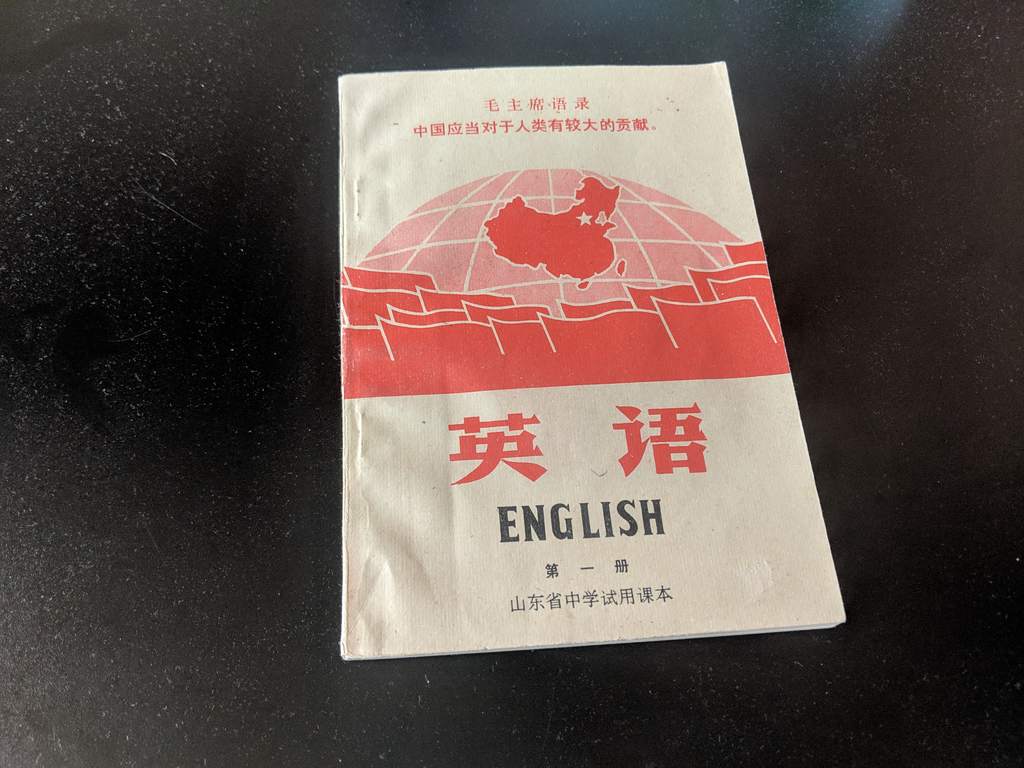 毛主席语录
中国应当对于人类有较大的贡献。
英语
ENGLISH
第一册
山东省中学试用课本